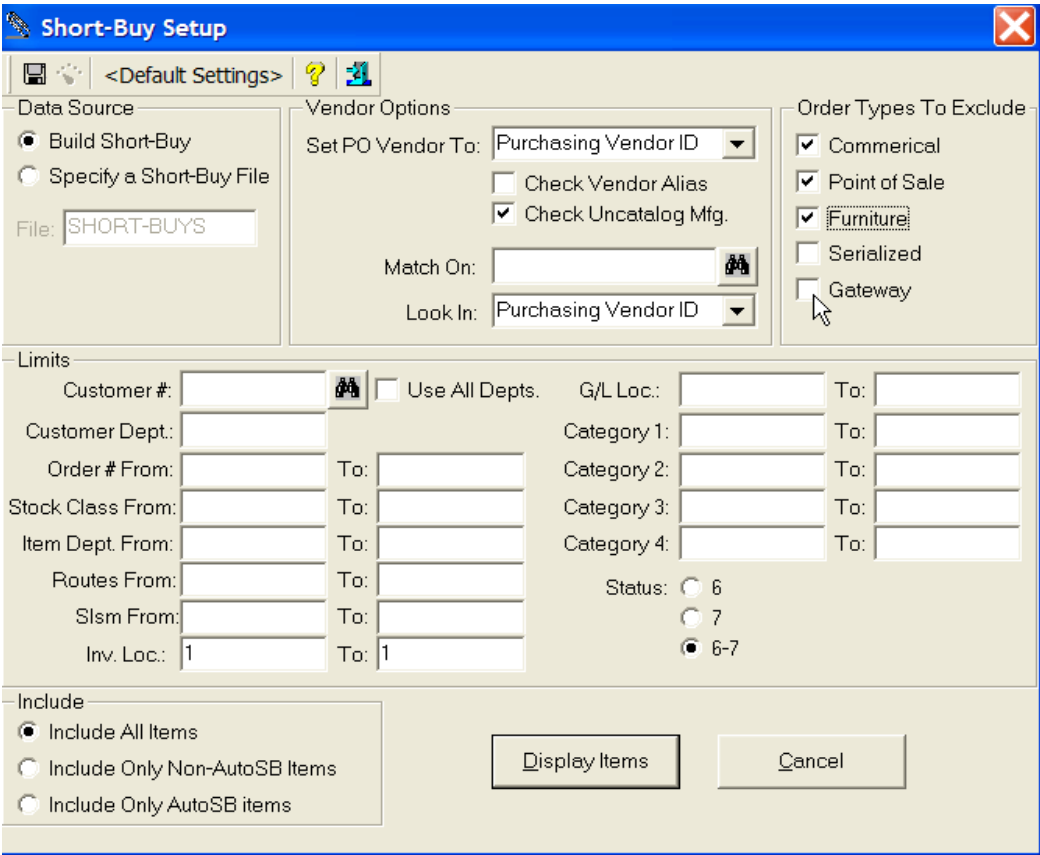 Short-Buy Setup
<Default Settings>
Data Source
Build Short-Buy
Specify a Short-Buy File
File: SHORT-BUYS
Vendor Options
Set PO Vendor To: Purchasing Vendor ID
Check Vendor Alias
Check Uncatalog Mfg.
Match On:
Look In: Purchasing Vendor ID
Order Types To Exclude
Commerical
Point of Sale
Furniture
Serialized
Gateway
Limits
Customer #: Use All Depts.
Customer Dept.:
Order # From: To:
Stock Class From: To:
Item Dept. From: To:
Routes From: To:
Slsm From: To:
Inv. Loc.: 1 To: 1
G/L Loc.: To:
Category 1: To:
Category 2: To:
Category 3: To:
Category 4: To:
Status: 6
7
6-7
Include
Include All Items
Include Only Non-AutoSB Items
Include Only AutoSB items
Display Items
Cancel